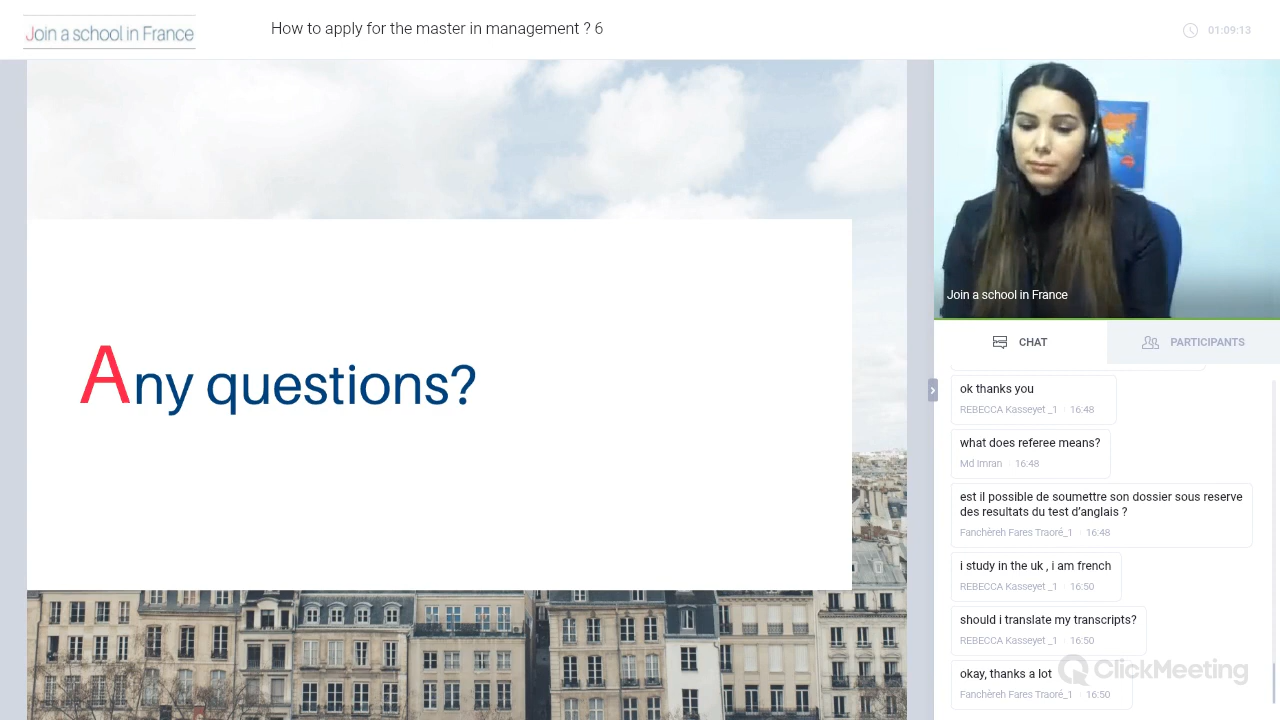 Join a school in France
How to apply for the master in management ? 6
01:09:13
Any questions?
Join a school in France
CHAT
PARTICIPANTS
ok thanks you
REBECCA Kasseyet _1 16:48
what does referee means?
Md Imran 16:48
est il possible de soumettre son dossier sous reserve
des resultats du test d'anglais ?
Fanchèreh Fares Traoré_1 16:48
i study in the uk , i am french
REBECCA Kasseyet _1 16:50
should i translate my transcripts?
REBECCA Kasseyet _1 16:50
okay, thanks a lot
Fanchèreh Fares Traoré_1 16:50
ClickMeeting